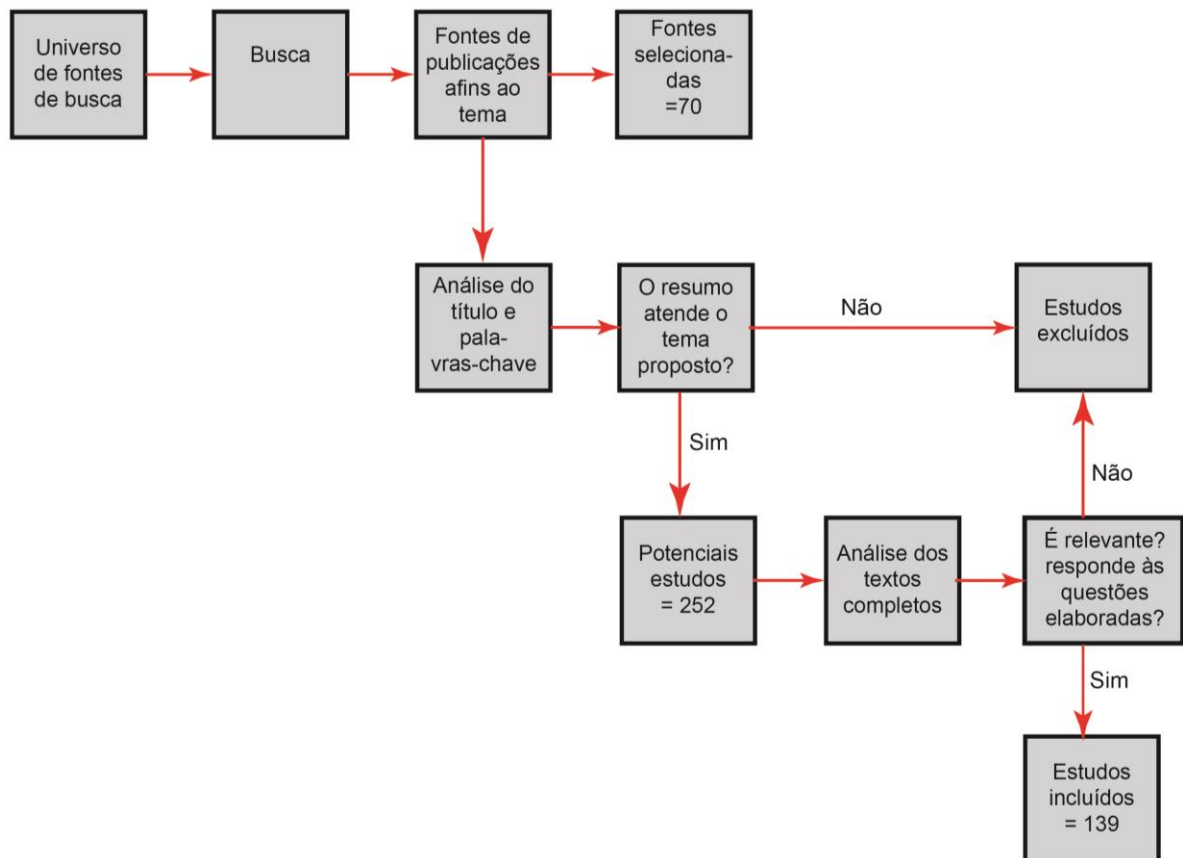 Universo
de fontes
de busca
Busca
Fontes de
publicações
afins ao
tema
Fontes
seleciona-
das
=70
Análise do
título e
pala-
vras-chave
O resumo
atende o
tema
proposto?
Não
Estudos
excluídos
Sim
Não
Potenciais
estudos
= 252
Análise dos
textos
completos
É relevante?
responde às
questões
elaboradas?
Sim
Estudos
incluídos
= 139